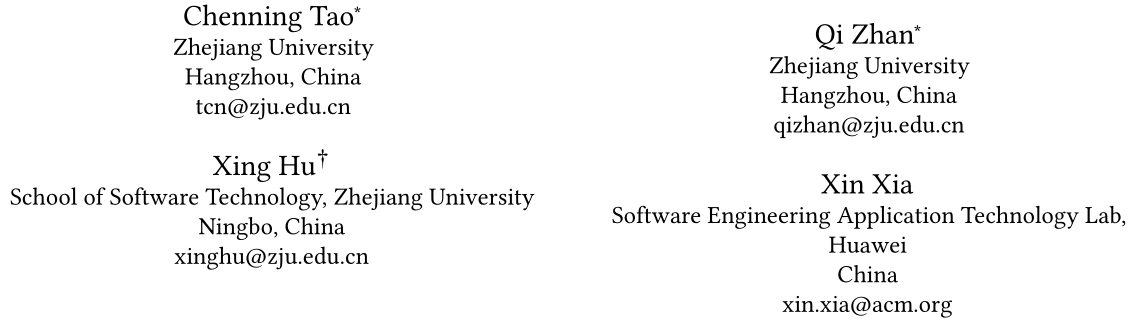 Chenning Tao*
Zhejiang University
Hangzhou, China
tcn@zju.edu.cn
Qi Zhan*
Zhejiang University
Hangzhou, China
qizhan@zju.edu.cn
Xing Hu†
School of Software Technology, Zhejiang University
Ningbo, China
xinghu@zju.edu.cn
Xin Xia
Software Engineering Application Technology Lab,
Huawei
China
xin.xia@acm.org